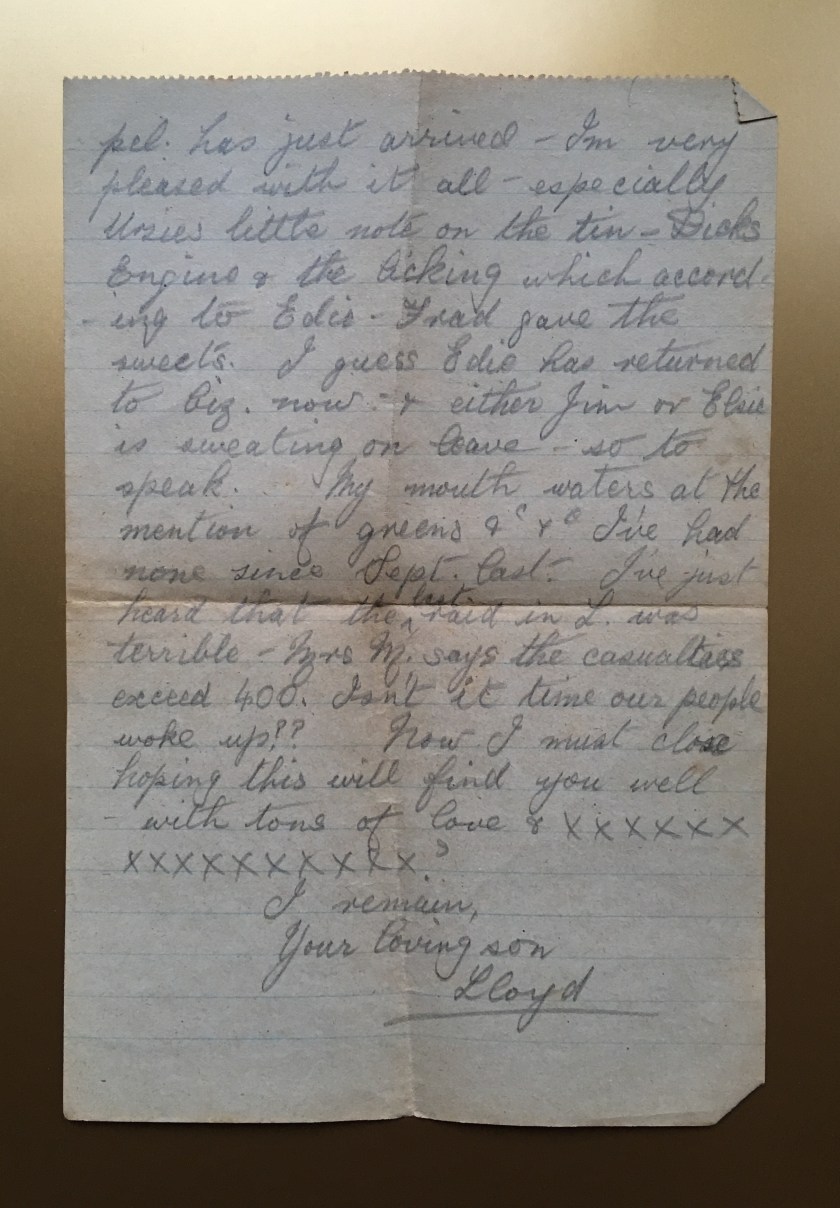 pcl. has just arrived - Im very
pleased with it all - especially
Ursies little note on the tin - Dicks
Engine & the licking which accord-
- ing to Edie - Frad gave the
sweets. I guess Edie has returned
to biz. now - & either Jim or Elsie
is sweating on leave - so to
speak. My mouth waters at the
mention of greens &c &c I've had
none since Sept. last. I've just
heard that the last raid in L. was
terrible - Mrs M. says the casualties
exceed 400. Isn't it time our people
woke up?? Now I must close
hoping this will find you well
- with tons of love & x x x x x x
x x x x x x x x x x x.
I remain,
Your loving son
Lloyd